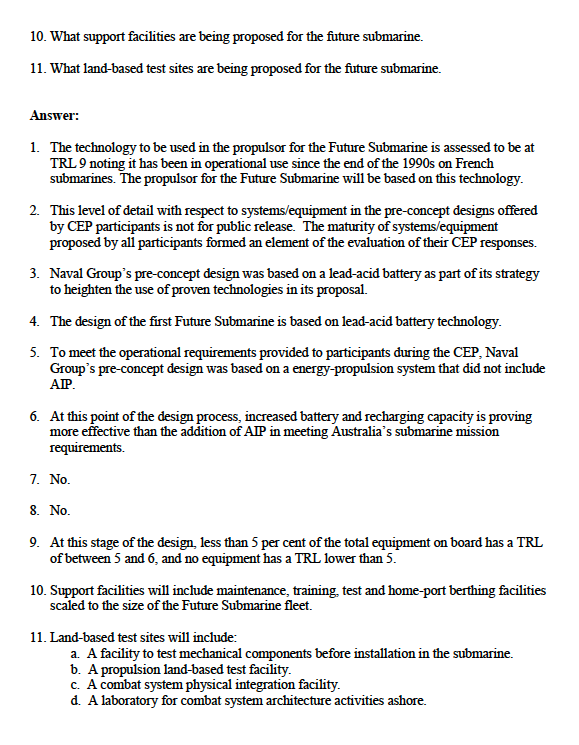 10. What support facilities are being proposed for the future submarine.
11. What land-based test sites are being proposed for the future submarine.
Answer:
1. The technology to be used in the propulsor for the Future Submarine is assessed to be at
TRL 9 noting it has been in operational use since the end of the 1990s on French
submarines. The propulsor for the Future Submarine will be based on this technology.
2. This level of detail with respect to systems/equipment in the pre-concept designs offered
by CEP participants is not for public release. The maturity of systems/equipment
proposed by all participants formed an element of the evaluation of their CEP responses.
3. Naval Group's pre-concept design was based on a lead-acid battery as part of its strategy
to heighten the use of proven technologies in its proposal.
4. The design of the first Future Submarine is based on lead-acid battery technology.
5. To meet the operational requirements provided to participants during the CEP, Naval
Group's pre-concept design was based on a energy-propulsion system that did not include
AIP.
6. At this point of the design process, increased battery and recharging capacity is proving
more effective than the addition of AIP in meeting Australia's submarine mission
requirements.
7. No.
8. No.
9. At this stage of the design, less than 5 per cent of the total equipment on board has a TRL
of between 5 and 6, and no equipment has a TRL lower than 5.
10. Support facilities will include maintenance, training, test and home-port berthing facilities
scaled to the size of the Future Submarine fleet.
11. Land-based test sites will include:
a. A facility to test mechanical components before installation in the submarine.
b. A propulsion land-based test facility.
c. A combat system physical integration facility.
d. A laboratory for combat system architecture activities ashore.